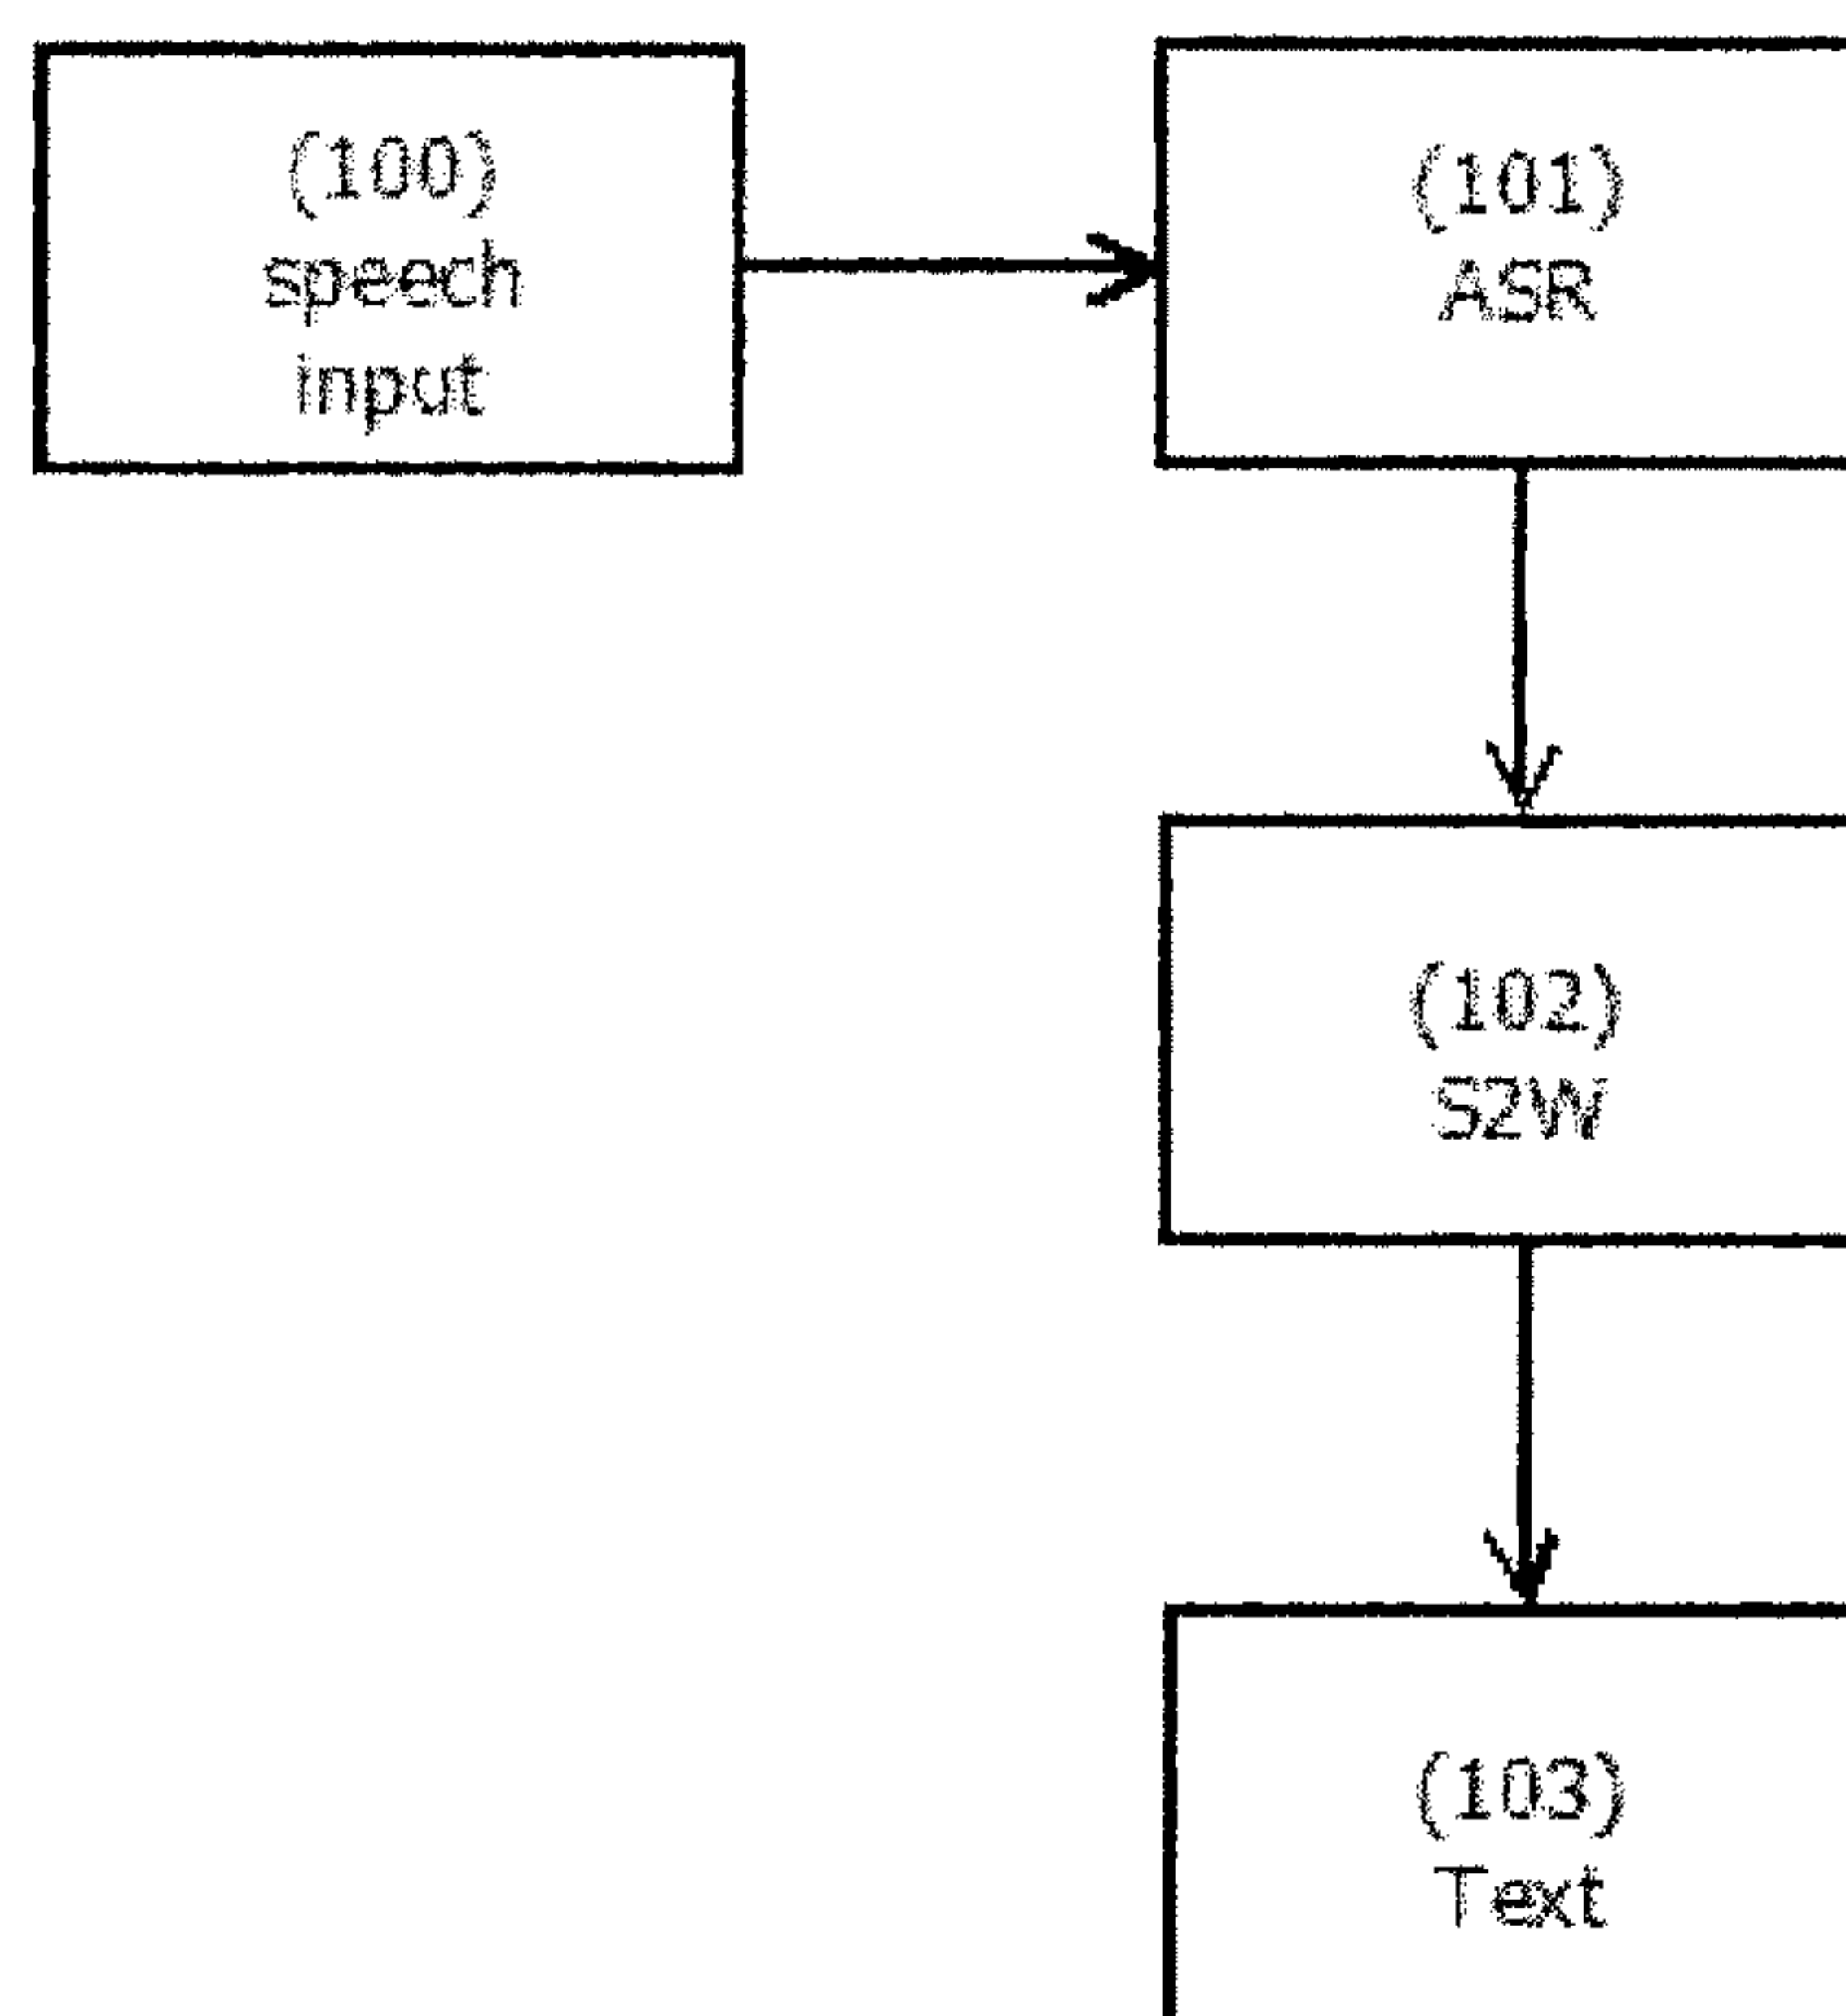 (100)
speech
input
(101)
ASR
(102)
S2W
(103)
Text